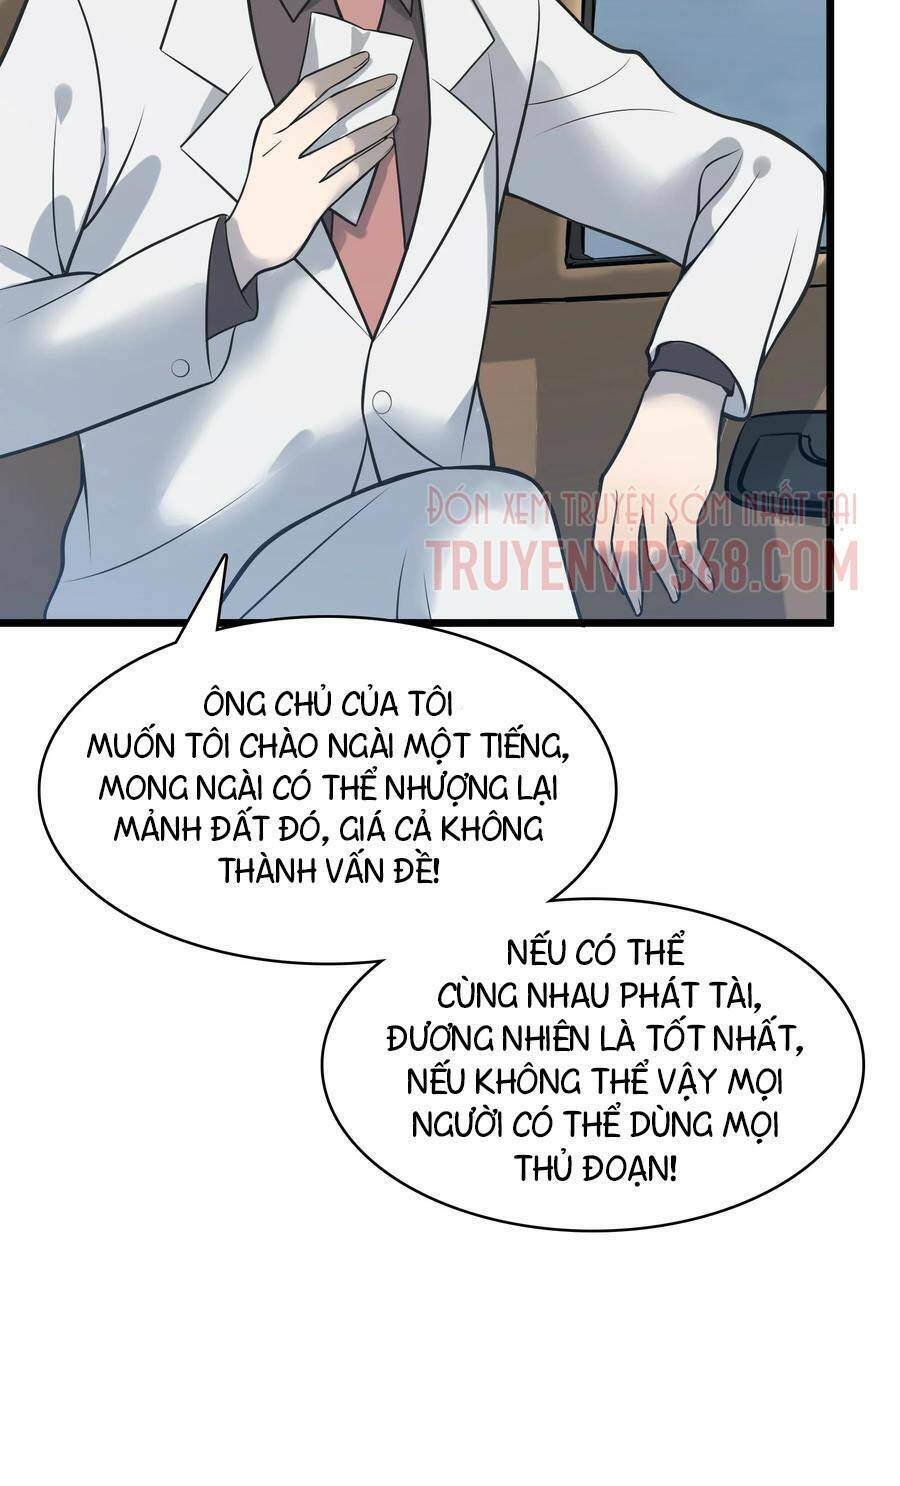 ĐÓN XEM TRUYỆN SỚM NHẤT TẠI
TRUYENVIP368.COM
ÔNG CHỦ CỦA TÔI
MUỐN TÔI CHÀO NGÀI MỘT TIẾNG,
MONG NGÀI CÓ THỂ NHƯỢNG LẠI
MẢNH ĐẤT ĐÓ, GIÁ CẢ KHÔNG
THÀNH VẤN ĐỀ!
NẾU CÓ THỂ
CÙNG NHAU PHÁT TÀI,
ĐƯƠNG NHIÊN LÀ TỐT NHẤT,
NẾU KHÔNG THỂ VẬY MỌI
NGƯỜI CÓ THỂ DÙNG MỌI
THỦ ĐOẠN!